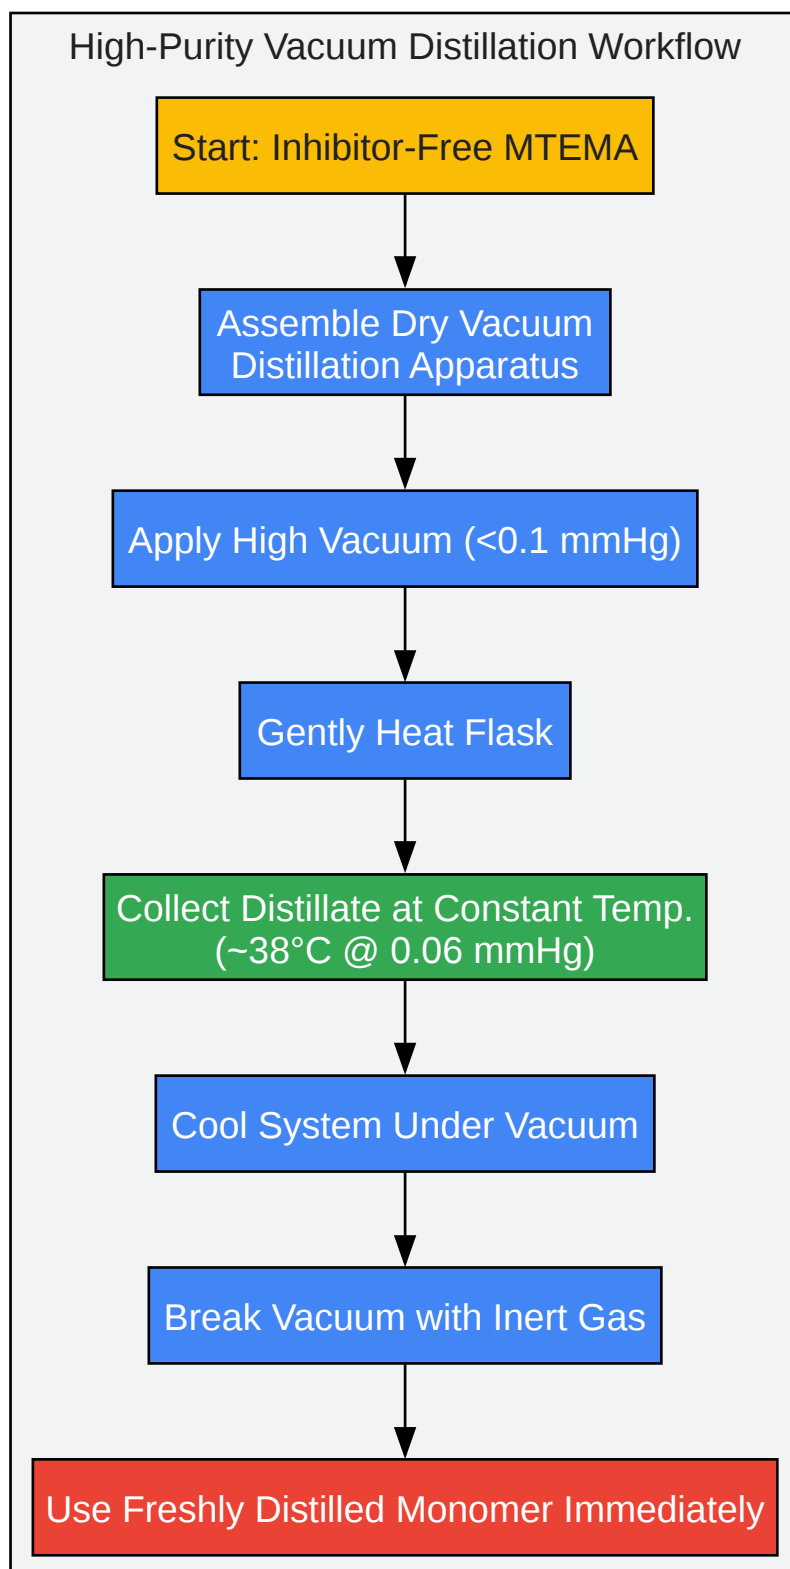 High-Purity Vacuum Distillation Workflow
Start: Inhibitor-Free MTEMA
Assemble Dry Vacuum
Distillation Apparatus
Apply High Vacuum (<0.1 mmHg)
Gently Heat Flask
Collect Distillate at Constant Temp.
(~38°C @ 0.06 mmHg)
Cool System Under Vacuum
Break Vacuum with Inert Gas
Use Freshly Distilled Monomer Immediately